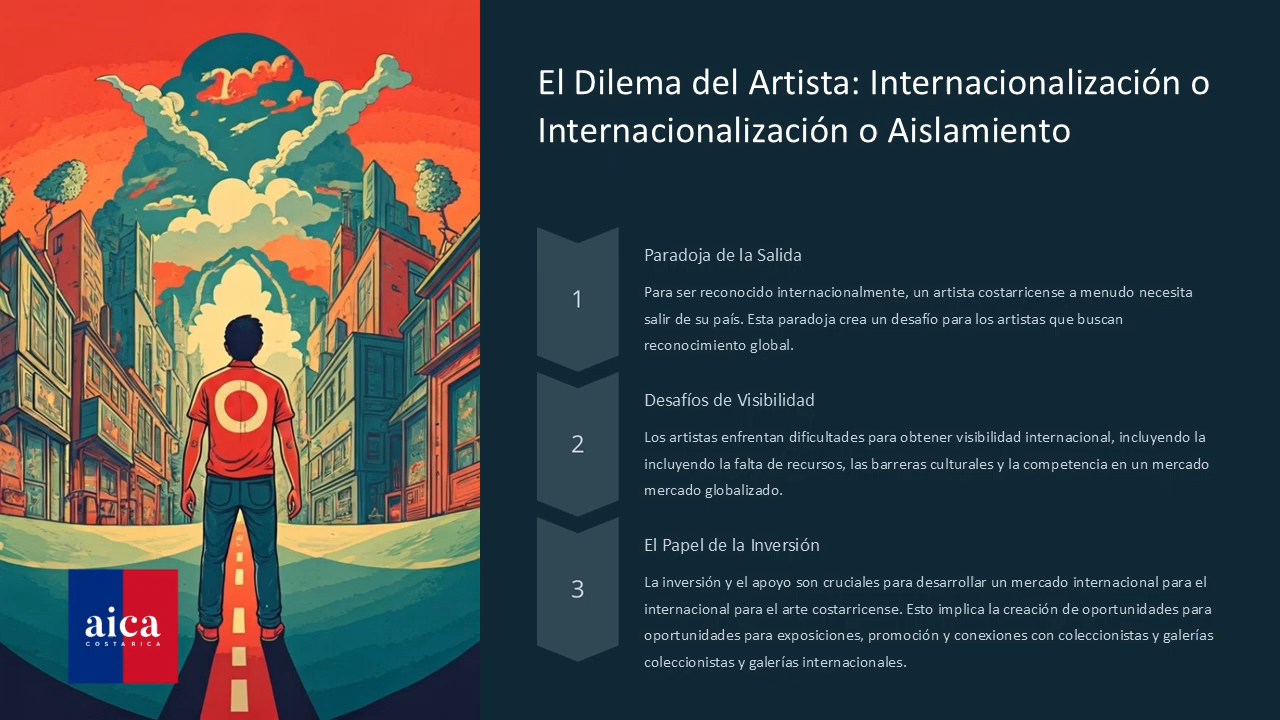 El Dilema del Artista: Internacionalización o
Internacionalización o Aislamiento
1
Paradoja de la Salida
Para ser reconocido internacionalmente, un artista costarricense a menudo necesita
salir de su país. Esta paradoja crea un desafío para los artistas que buscan
reconocimiento global.
2
Desafíos de Visibilidad
Los artistas enfrentan dificultades para obtener visibilidad internacional, incluyendo la
incluyendo la falta de recursos, las barreras culturales y la competencia en un mercado
mercado globalizado.
3
El Papel de la Inversión
La inversión y el apoyo son cruciales para desarrollar un mercado internacional para el
internacional para el arte costarricense. Esto implica la creación de oportunidades para
oportunidades para exposiciones, promoción y conexiones con coleccionistas y galerías
coleccionistas y galerías internacionales.
aica
COSTA RICA